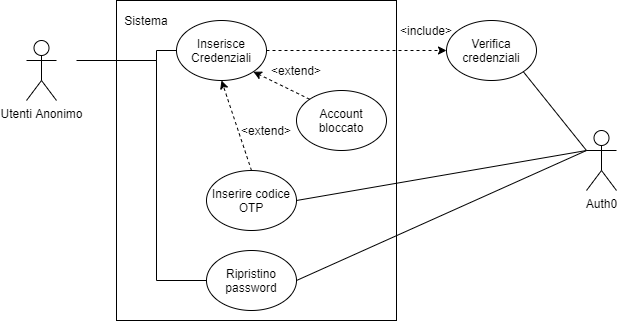 Sistema
Inserisce
Credenziali
<include>
Verifica
credenziali
<extend>
Utenti Anonimo
Account
bloccato
<extend>
Inserire codice
OTP
Auth0
Ripristino
password